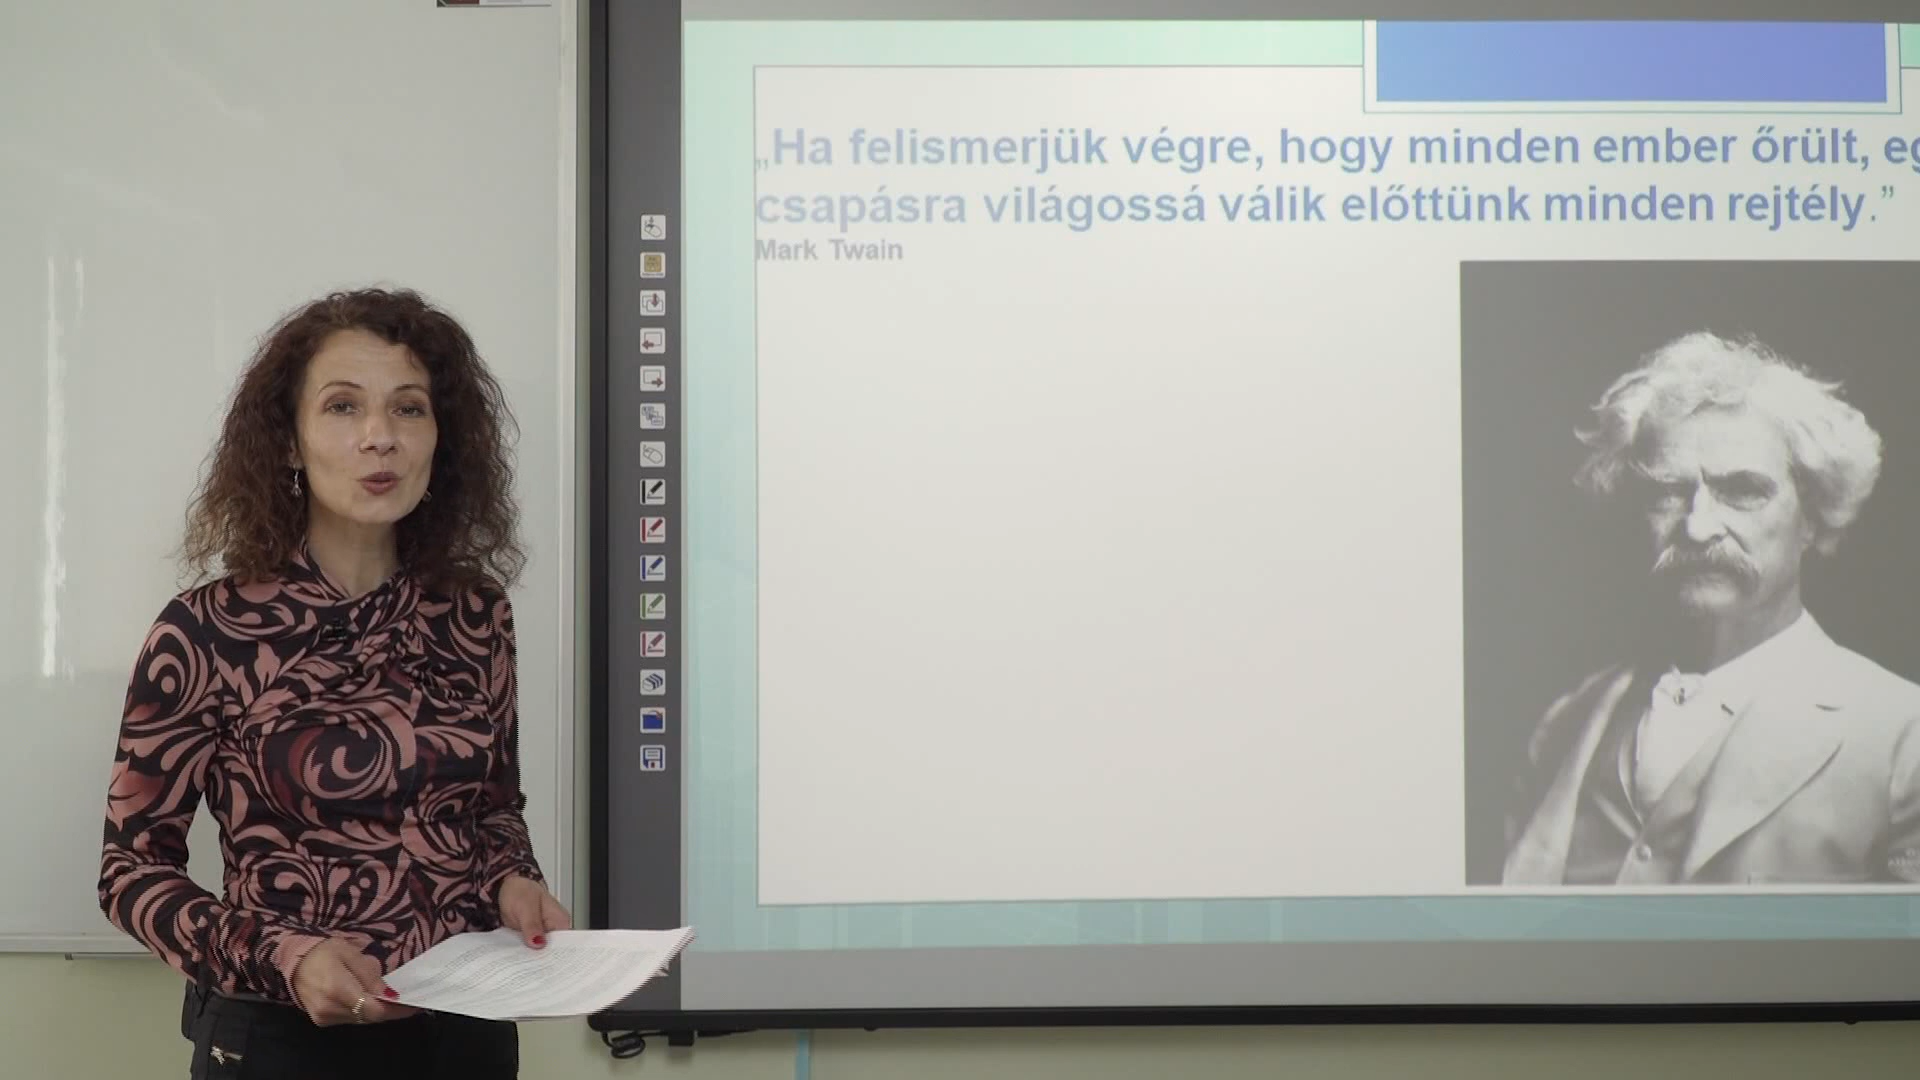 „Ha felismerjük végre, hogy minden ember őrült, eg
csapásra világossá válik előttünk minden rejtély.”
Mark Twain